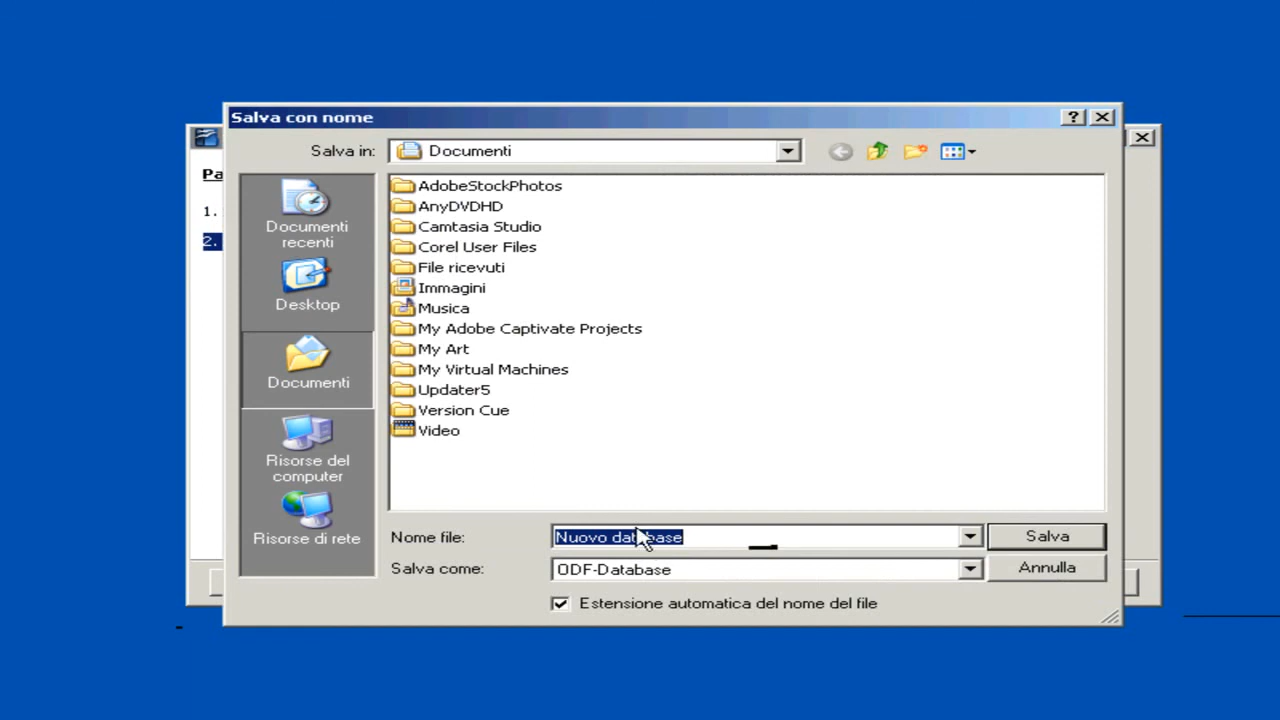 Salva con nome
Salva in: Documenti
Pa
1.
2.
Documenti
recenti
Desktop
Documenti
Risorse del
computer
Risorse di rete
AdobeStockPhotos
AnyDVDHD
Camtasia Studio
Corel User Files
File ricevuti
Immagini
Musica
My Adobe Captivate Projects
My Art
My Virtual Machines
Updater5
Version Cue
Video
Nome file: Nuovo database Salva
Salva come: ODF-Database Annulla
Estensione automatica del nome del file